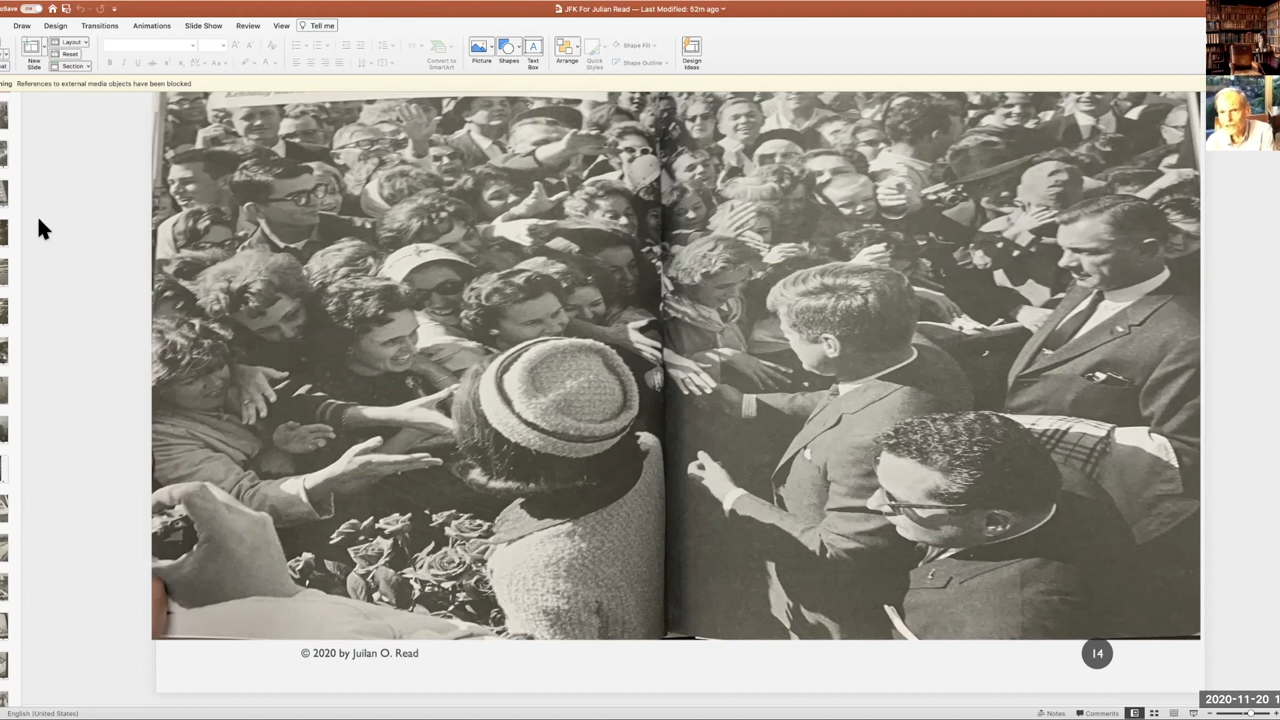 JFK For Julian Read — Last Modified: 52m ago
Draw Design Transitions Animations Slide Show Review View Tell me
New Slide
Layout
Reset
Section
Convert to SmartArt
Picture
Shapes
Text Box
Arrange
Quick Styles
Shape Fill
Shape Outline
Design Ideas
References to external media objects have been blocked
© 2020 by Juilan O. Read
14
2020-11-20 1
English (United States)
Notes
Comments